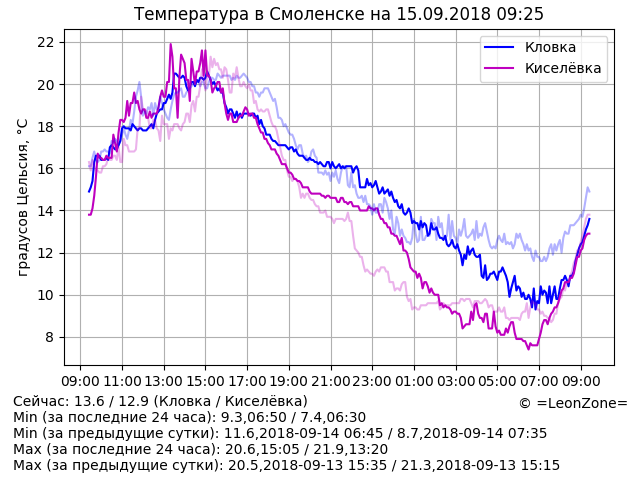 Температура в Смоленске на 15.09.2018 09:25
градусов Цельсия, °C
22
20
18
16
14
12
10
8
Кловка
Киселёвка
09:00 11:00 13:00 15:00 17:00 19:00 21:00 23:00 01:00 03:00 05:00 07:00 09:00
Сейчас: 13.6 / 12.9 (Кловка / Киселёвка)
© =LeonZone=
Min (за последние 24 часа): 9.3,06:50 / 7.4,06:30
Min (за предыдущие сутки): 11.6,2018-09-14 06:45 / 8.7,2018-09-14 07:35
Max (за последние 24 часа): 20.6,15:05 / 21.9,13:20
Max (за предыдущие сутки): 20.5,2018-09-13 15:35 / 21.3,2018-09-13 15:15